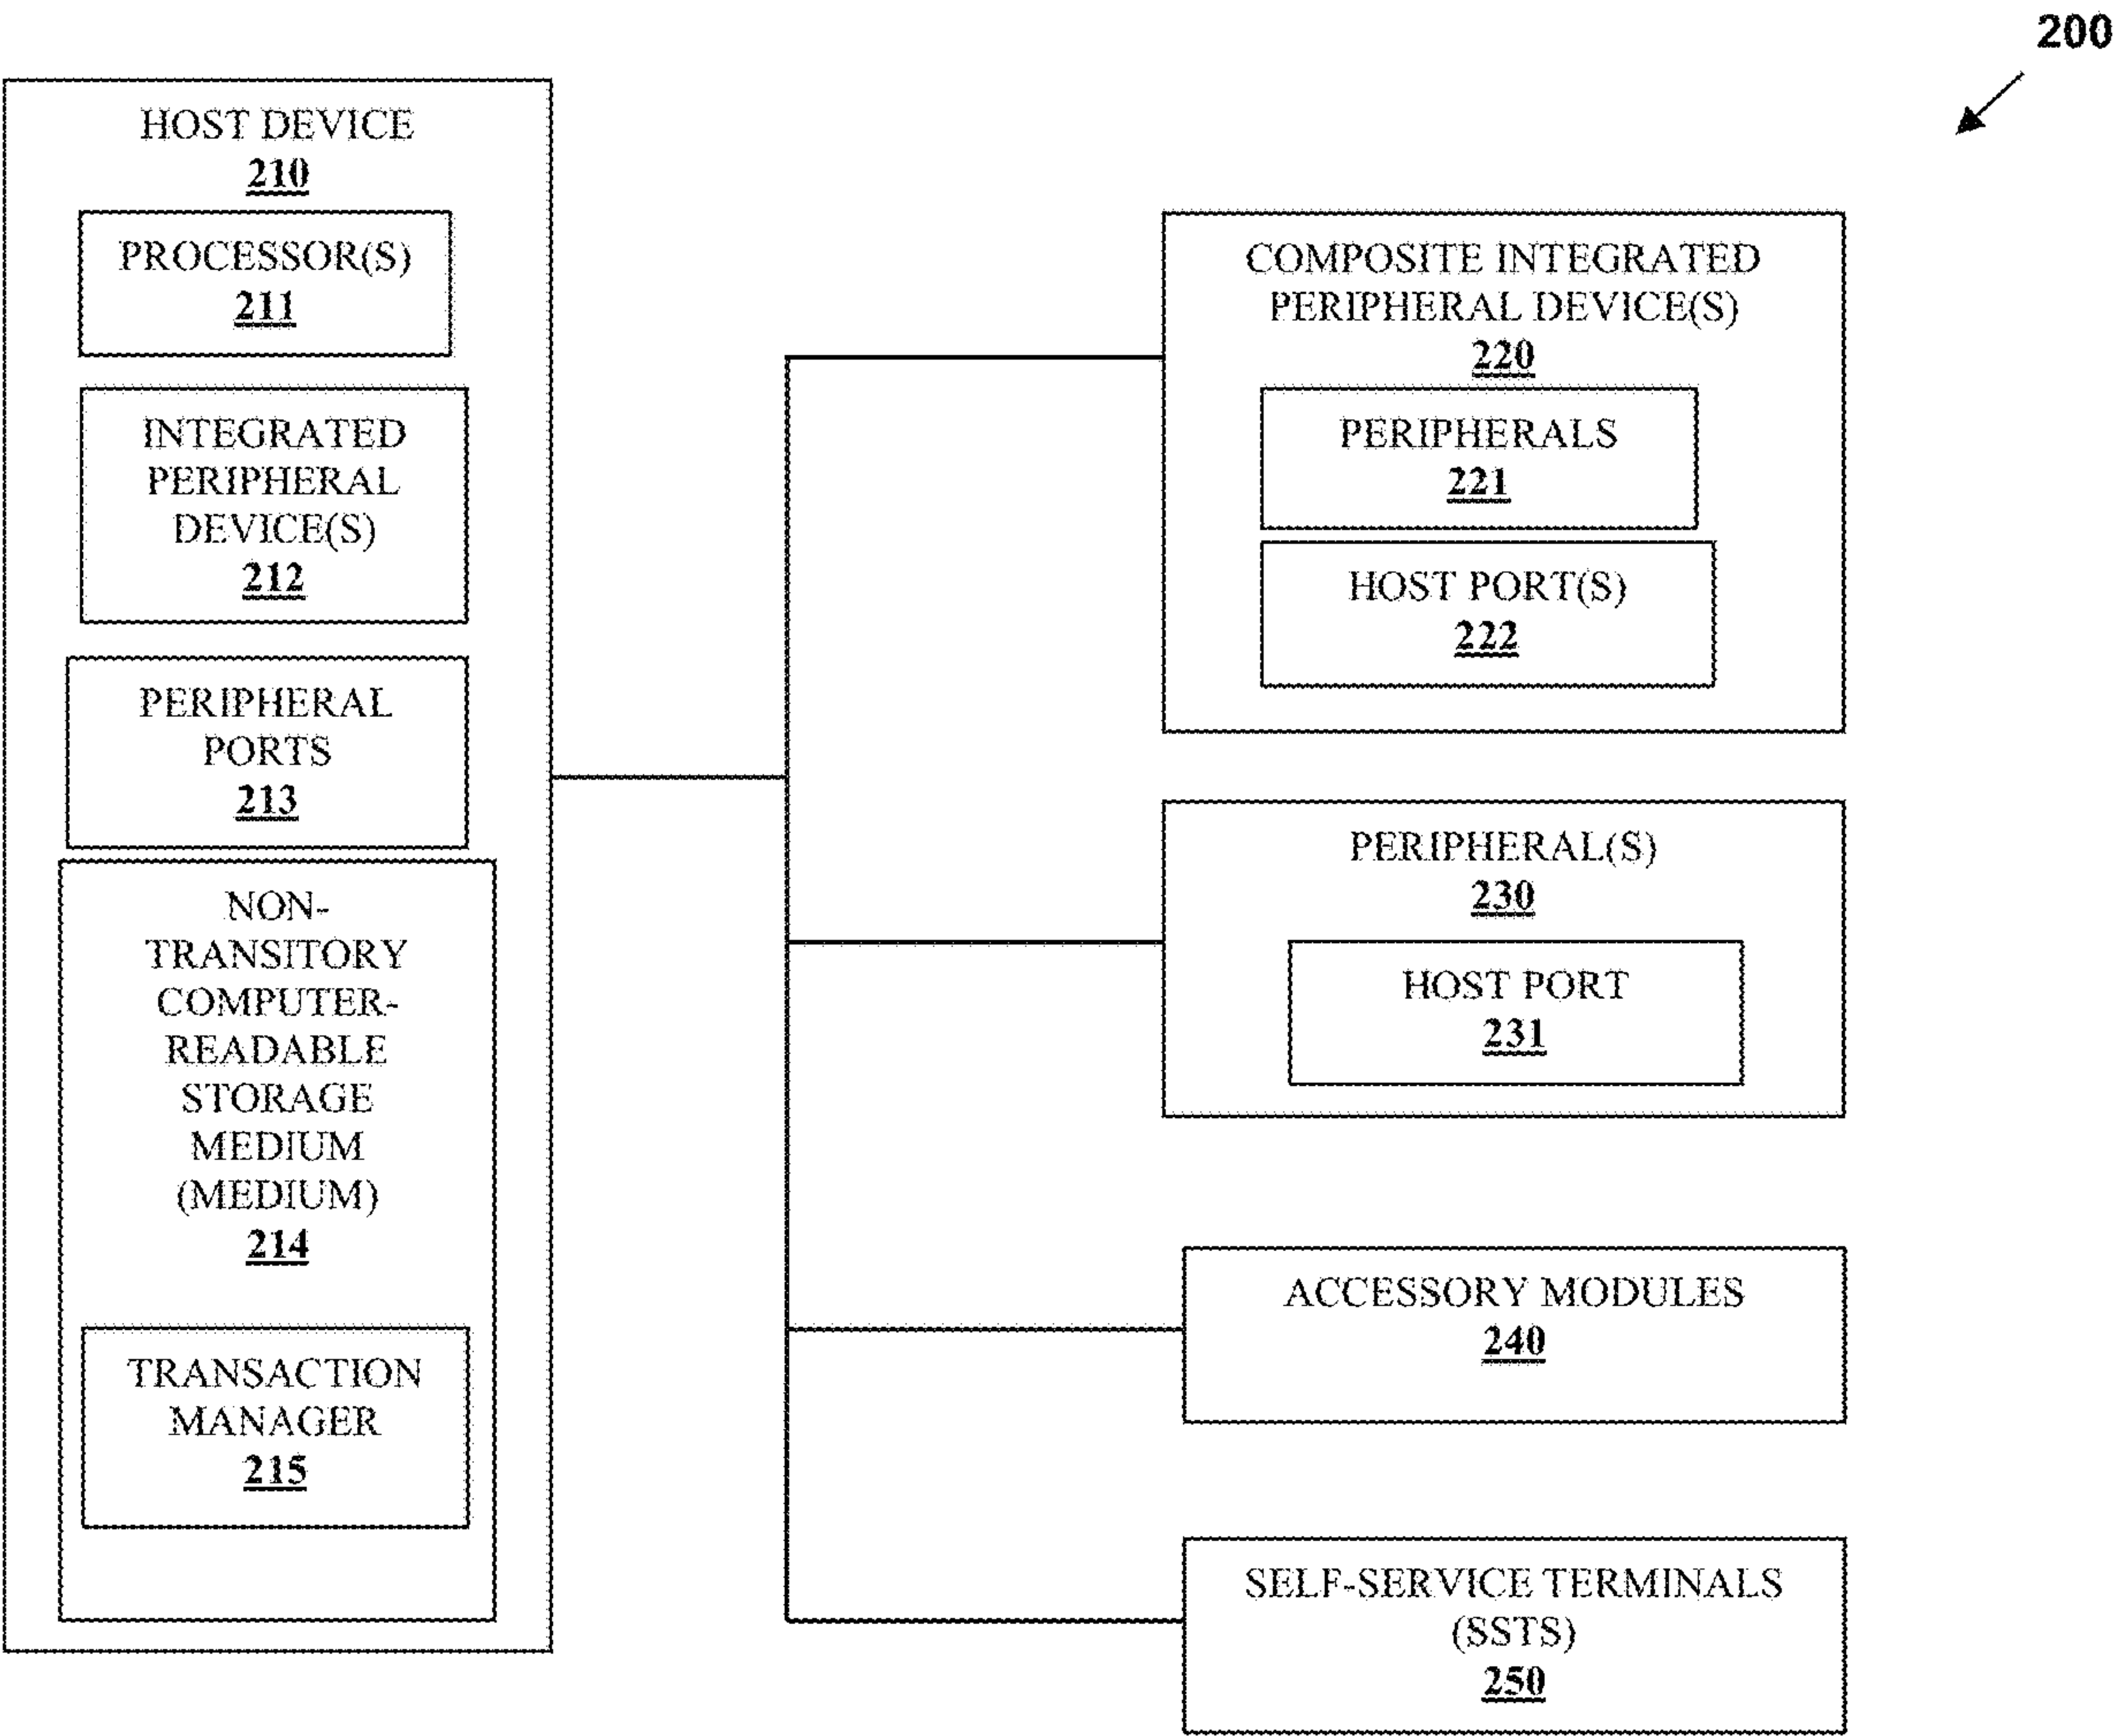 200
HOST DEVICE
210
PROCESSOR(S)
211
INTEGRATED
PERIPHERAL
DEVICE(S)
212
PERIPHERAL
PORTS
213
NON-
TRANSITORY
COMPUTER-
READABLE
STORAGE
MEDIUM
(MEDIUM)
214
TRANSACTION
MANAGER
215
COMPOSITE INTEGRATED
PERIPHERAL DEVICE(S)
220
PERIPHERALS
221
HOST PORT(S)
222
PERIPHERAL(S)
230
HOST PORT
231
ACCESSORY MODULES
240
SELF-SERVICE TERMINALS
(SSTS)
250